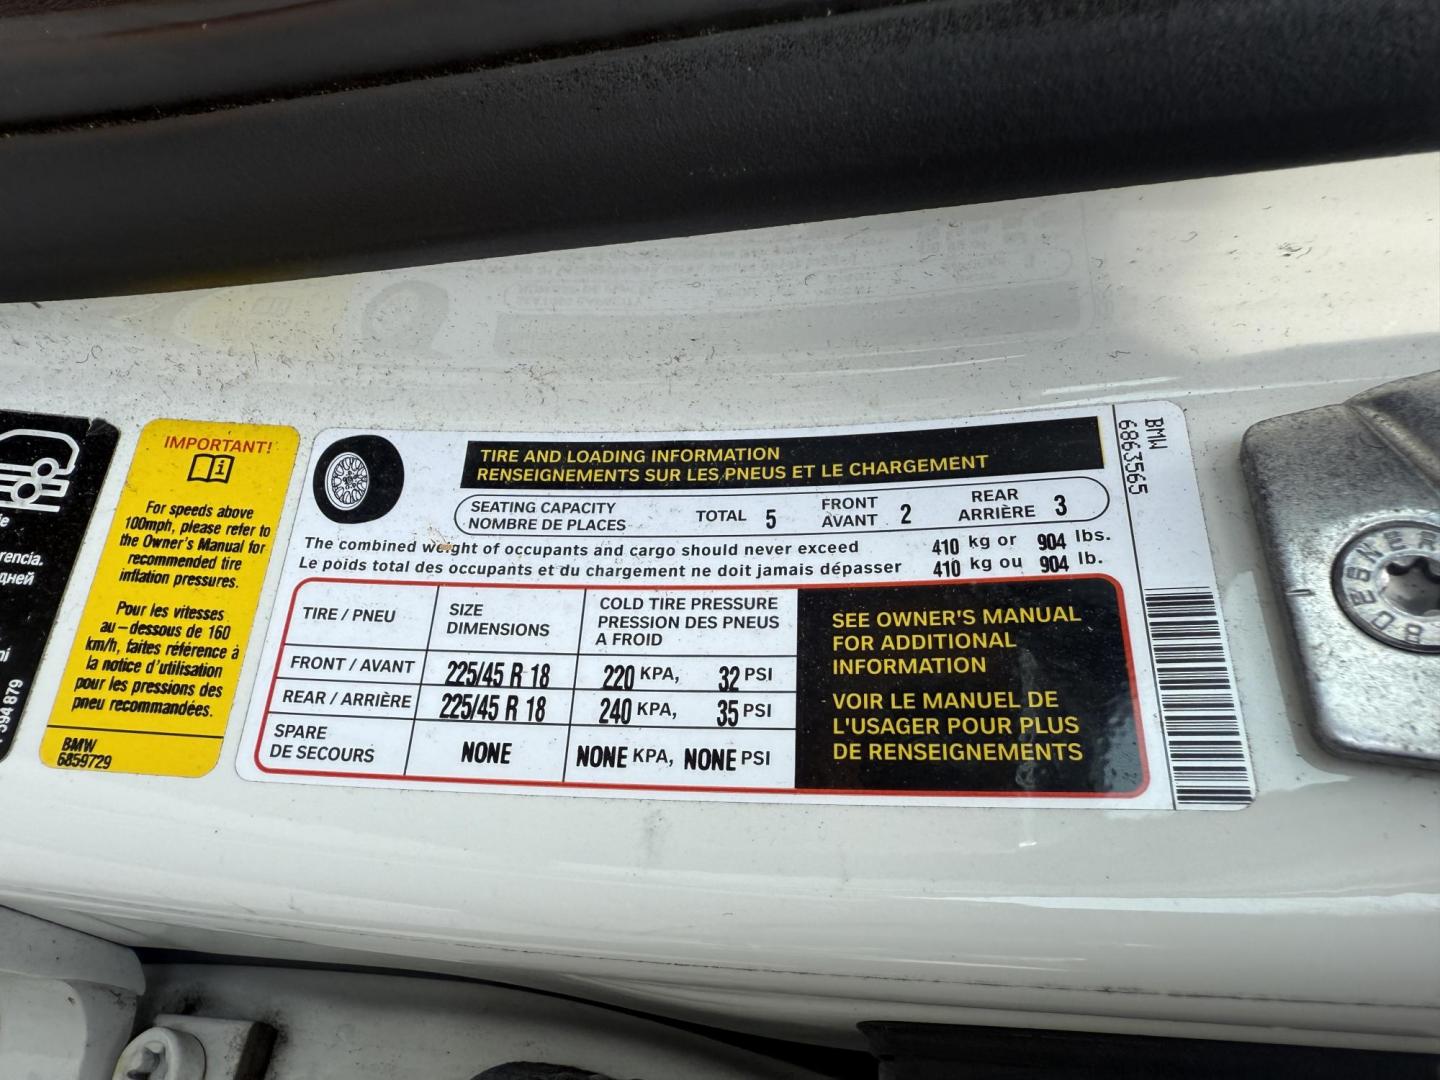 ie
rencia.
дней
ni
7 394 879
IMPORTANT!
i
For speeds above
100mph, please refer to
the Owner's Manual for
recommended tire
inflation pressures.
Pour les vitesses
au-dessous de 160
km/h, faites référence à
la notice d'utilisation
pour les pressions des
pneu recommandées.
BMW
6859729
TIRE AND LOADING INFORMATION
RENSEIGNEMENTS SUR LES PNEUS ET LE CHARGEMENT
SEATING CAPACITY
NOMBRE DE PLACES
TOTAL 5
FRONT
AVANT 2
REAR
ARRIÈRE 3
The combined weight of occupants and cargo should never exceed 410 kg or 904 lbs.
Le poids total des occupants et du chargement ne doit jamais dépasser 410 kg ou 904 lb.
TIRE / PNEU
SIZE
DIMENSIONS
COLD TIRE PRESSURE
PRESSION DES PNEUS
A FROID
FRONT / AVANT 225/45 R 18 220 KPA, 32 PSI
REAR / ARRIÈRE 225/45 R 18 240 KPA, 35 PSI
SPARE
DE SECOURS NONE NONE KPA, NONE PSI
SEE OWNER'S MANUAL
FOR ADDITIONAL
INFORMATION
VOIR LE MANUEL DE
L'USAGER POUR PLUS
DE RENSEIGNEMENTS
BMW
6863565